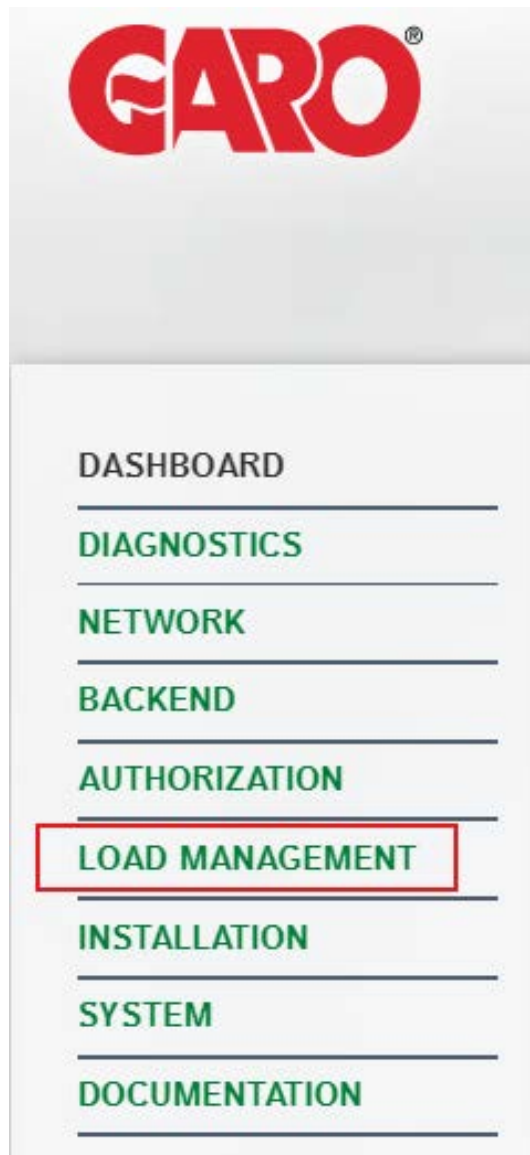 GARO®
DASHBOARD
DIAGNOSTICS
NETWORK
BACKEND
AUTHORIZATION
LOAD MANAGEMENT
INSTALLATION
SYSTEM
DOCUMENTATION